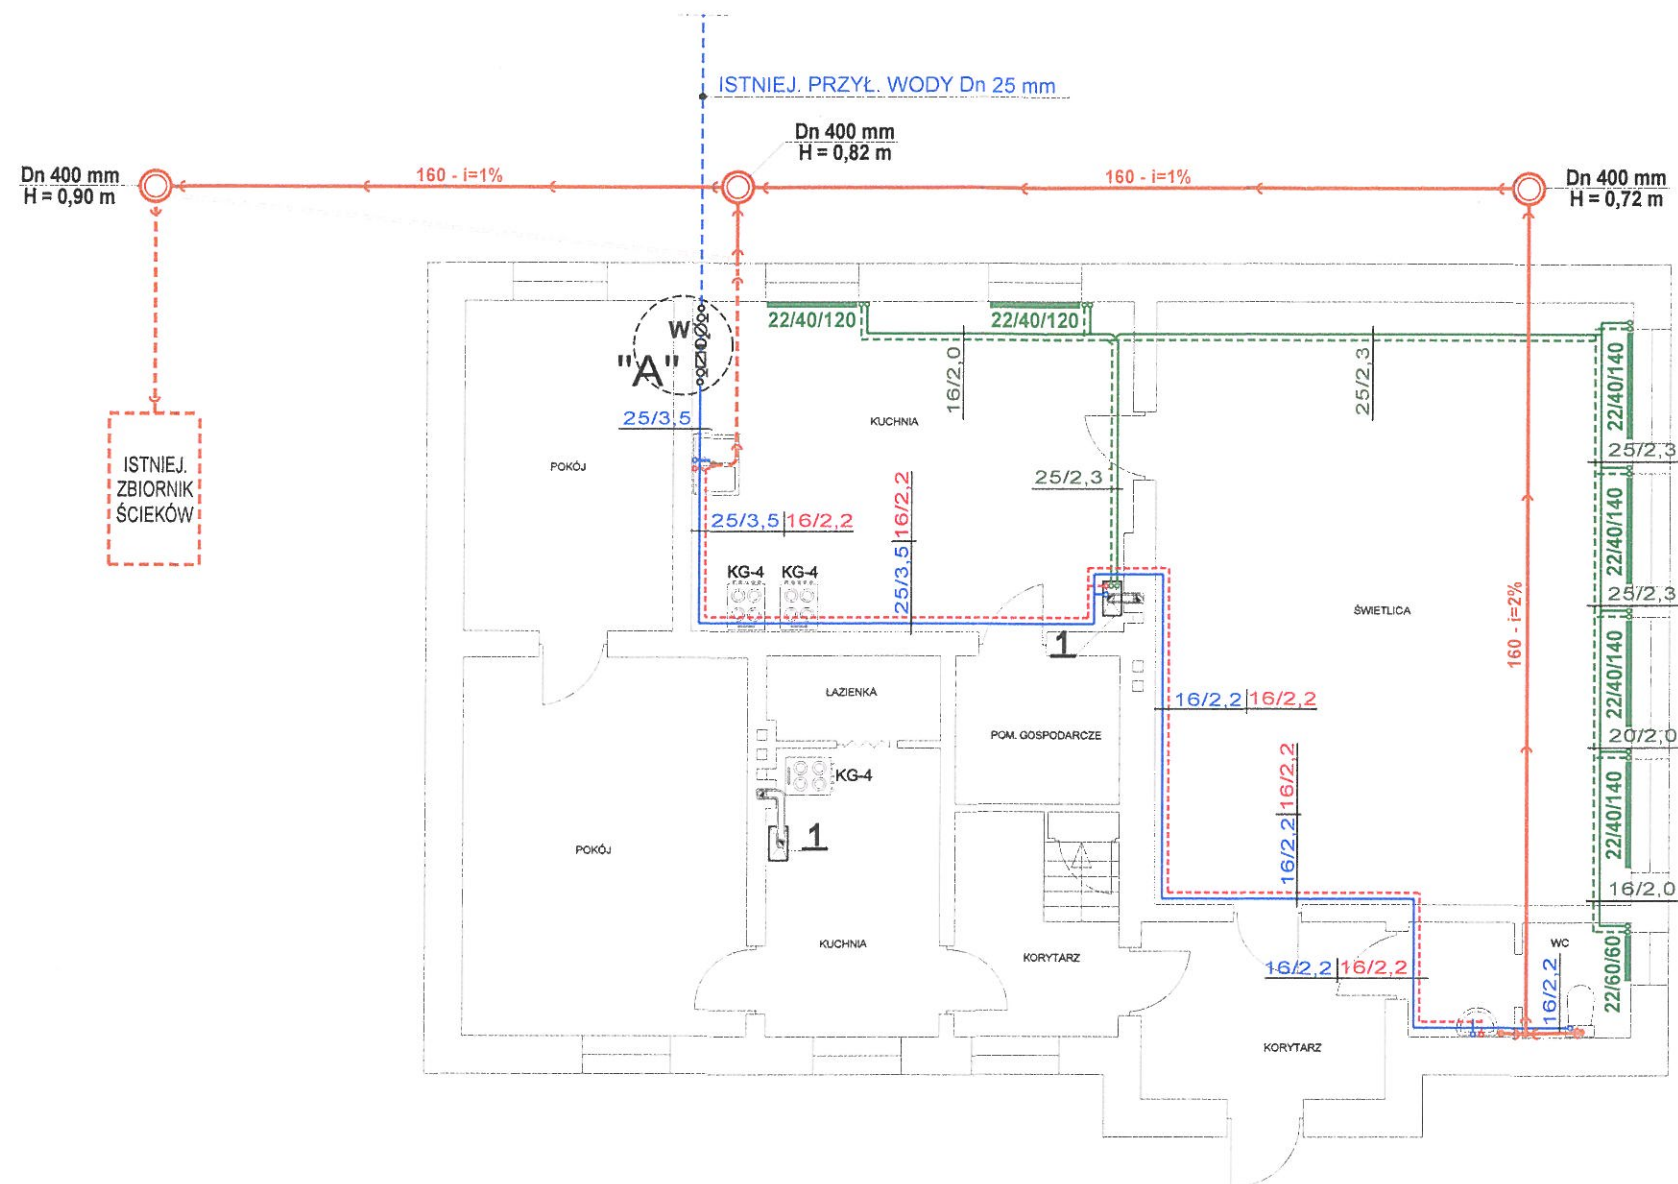 ISTNIEJ. PRZYŁ. WODY Dn 25 mm
Dn 400 mm
H = 0,82 m
Dn 400 mm
H = 0,90 m
160 - i=1%
160 - i=1%
Dn 400 mm
H = 0,72 m
W
"A"
22/40/120
22/40/120
16/2,0
25/2,3
22/40/140
25/3,5
KUCHNIA
POKÓJ
ISTNIEJ.
ZBIORNIK
ŚCIEKÓW
25/2,3
25/2,3
22/40/140
25/3,5 16/2,2
25/3,5 16/2,2
KG-4
KG-4
25/2,3
ŚWIETLICA
160 - i=2%
1
22/40/140
ŁAZIENKA
16/2,2 16/2,2
POM. GOSPODARCZE
20/2,0
KG-4
16/2,2 16/2,2
22/40/140
1
POKÓJ
16/2,0
KUCHNIA
KORYTARZ
WC
16/2,2 16/2,2
16/2,2
22/60/60
KORYTARZ